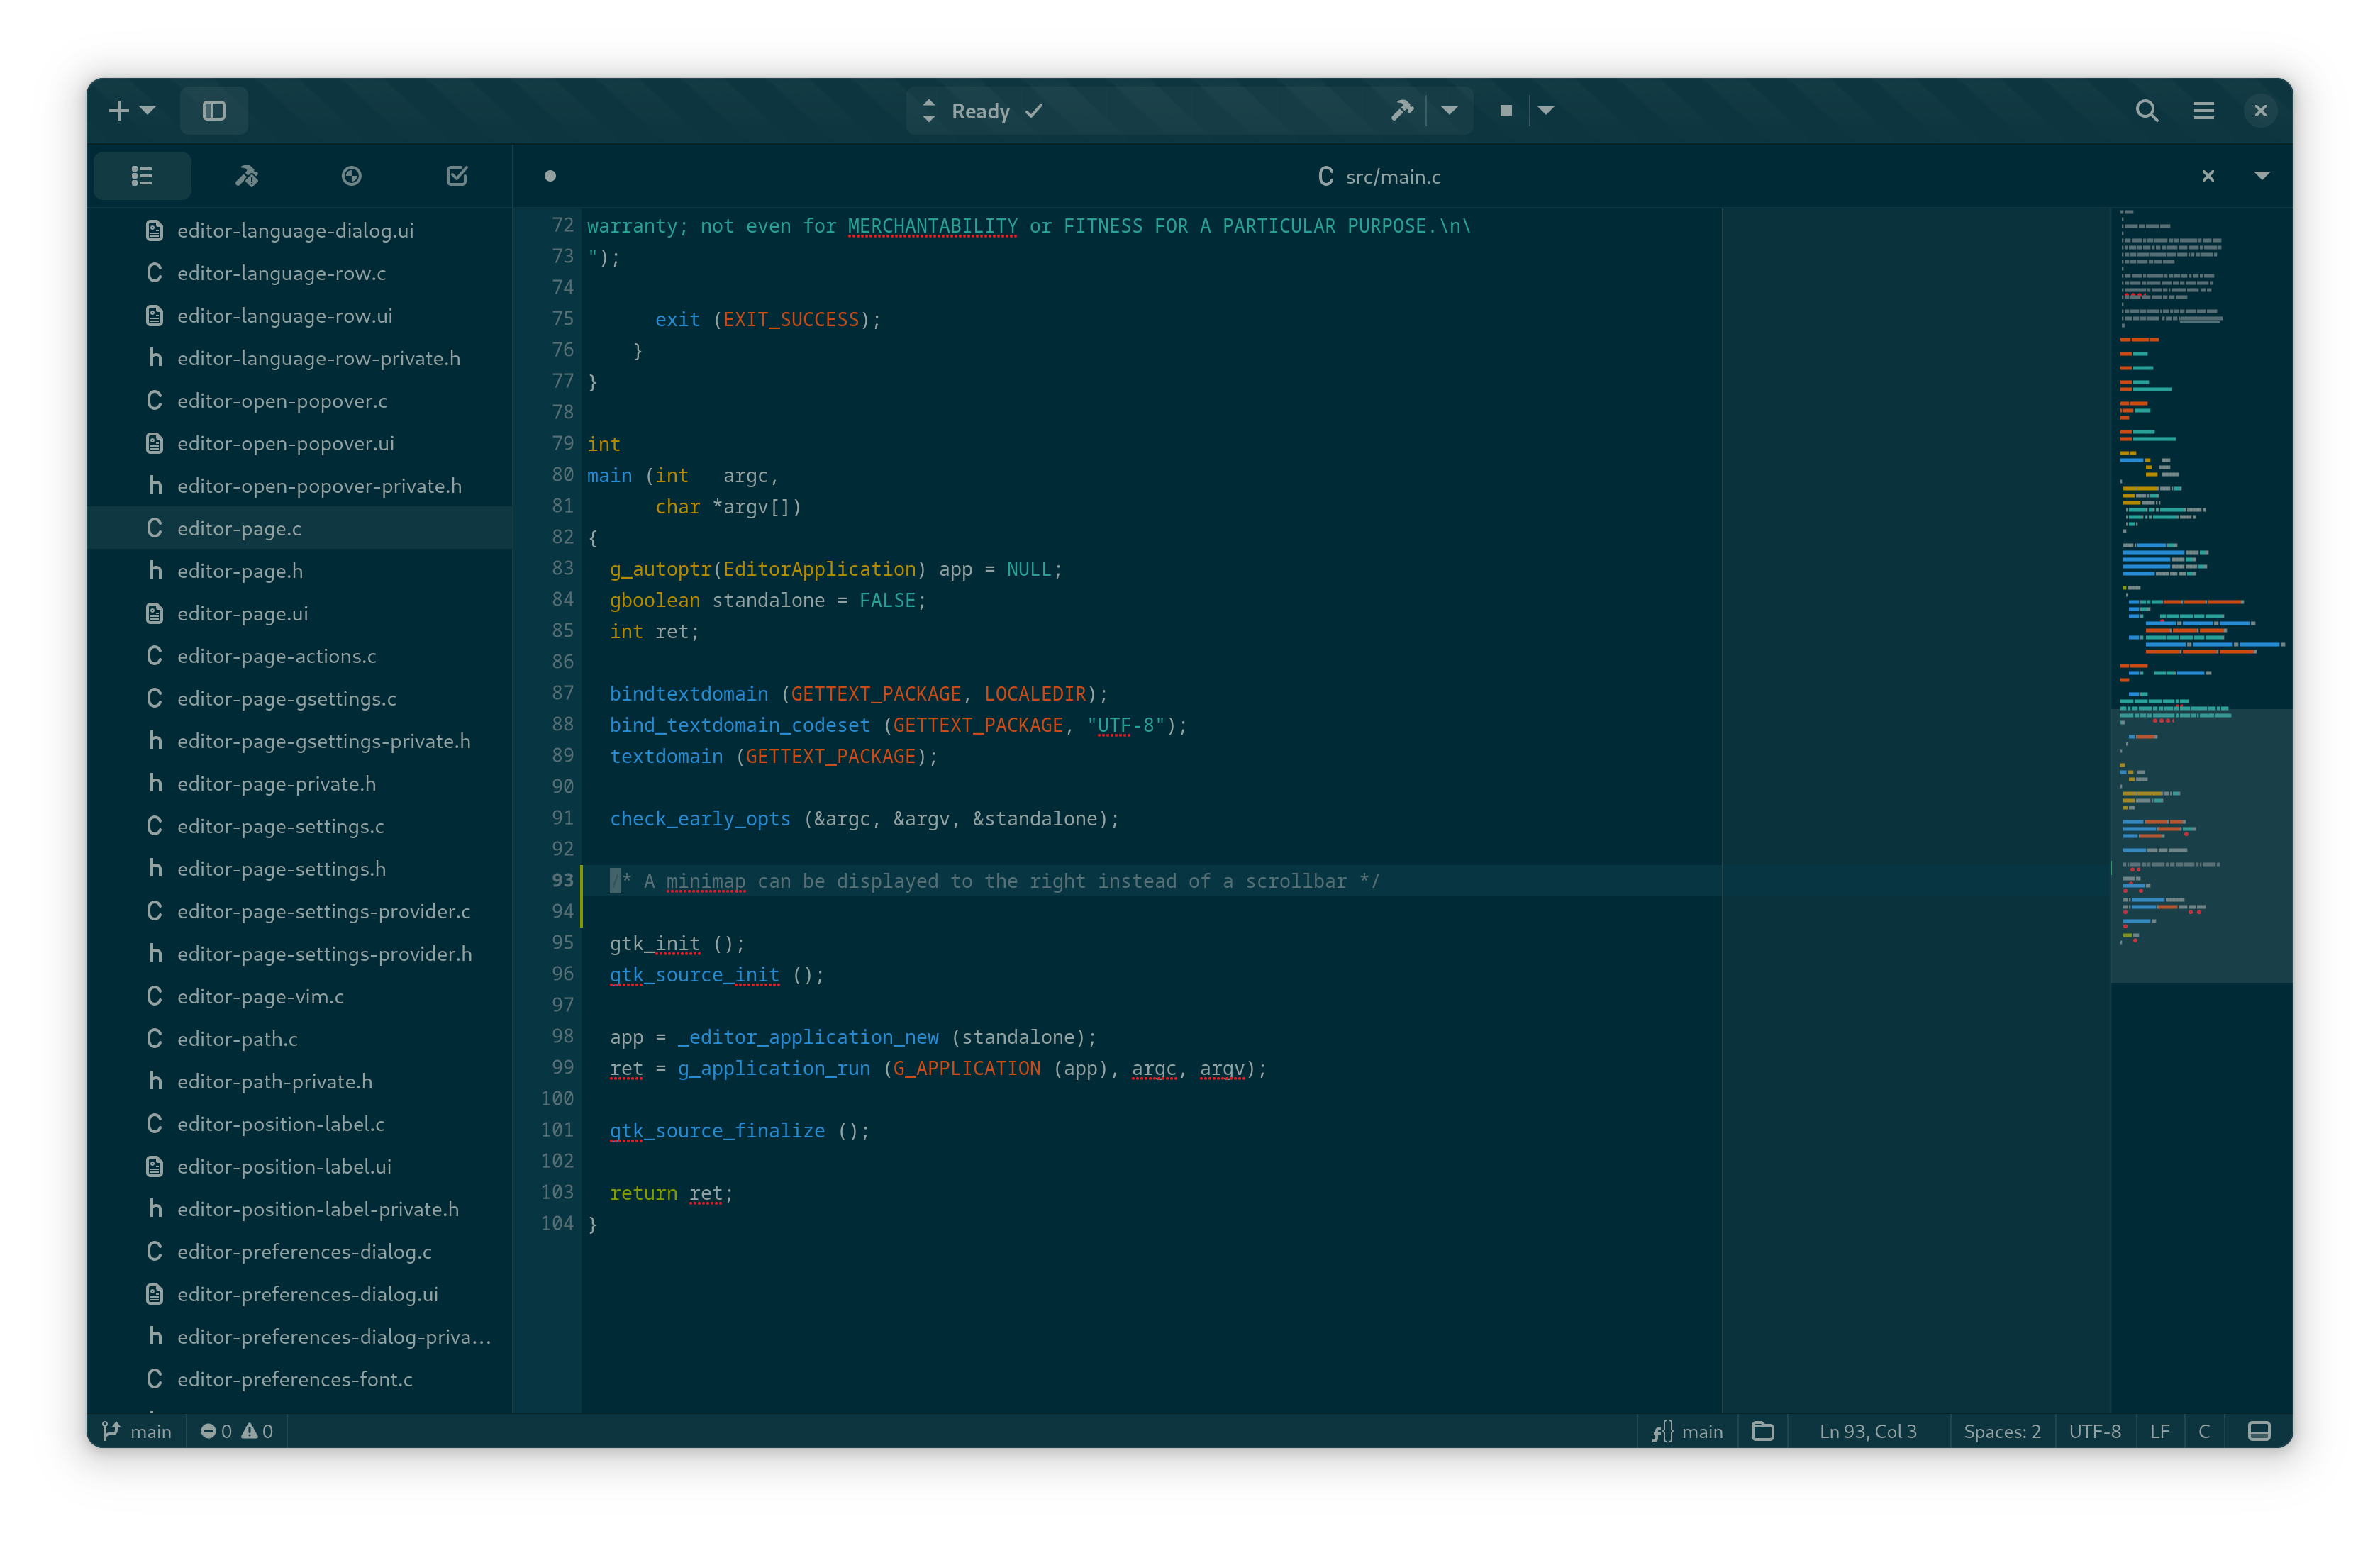 Ready
C src/main.c
editor-language-dialog.ui
C editor-language-row.c
editor-language-row.ui
h editor-language-row-private.h
C editor-open-popover.c
editor-open-popover.ui
h editor-open-popover-private.h
C editor-page.c
h editor-page.h
editor-page.ui
C editor-page-actions.c
C editor-page-gsettings.c
h editor-page-gsettings-private.h
h editor-page-private.h
C editor-page-settings.c
h editor-page-settings.h
C editor-page-settings-provider.c
h editor-page-settings-provider.h
C editor-page-vim.c
C editor-path.c
h editor-path-private.h
C editor-position-label.c
editor-position-label.ui
h editor-position-label-private.h
C editor-preferences-dialog.c
editor-preferences-dialog.ui
h editor-preferences-dialog-priva...
C editor-preferences-font.c
72 warranty; not even for MERCHANTABILITY or FITNESS FOR A PARTICULAR PURPOSE.\n\
73 ");
74
75       exit (EXIT_SUCCESS);
76     }
77 }
78
79 int
80 main (int   argc,
81       char *argv[])
82 {
83   g_autoptr(EditorApplication) app = NULL;
84   gboolean standalone = FALSE;
85   int ret;
86
87   bindtextdomain (GETTEXT_PACKAGE, LOCALEDIR);
88   bind_textdomain_codeset (GETTEXT_PACKAGE, "UTF-8");
89   textdomain (GETTEXT_PACKAGE);
90
91   check_early_opts (&argc, &argv, &standalone);
92
93   /* A minimap can be displayed to the right instead of a scrollbar */
94
95   gtk_init ();
96   gtk_source_init ();
97
98   app = _editor_application_new (standalone);
99   ret = g_application_run (G_APPLICATION (app), argc, argv);
100
101   gtk_source_finalize ();
102
103   return ret;
104 }
main 0 0 f{} main Ln 93, Col 3 Spaces: 2 UTF-8 LF C